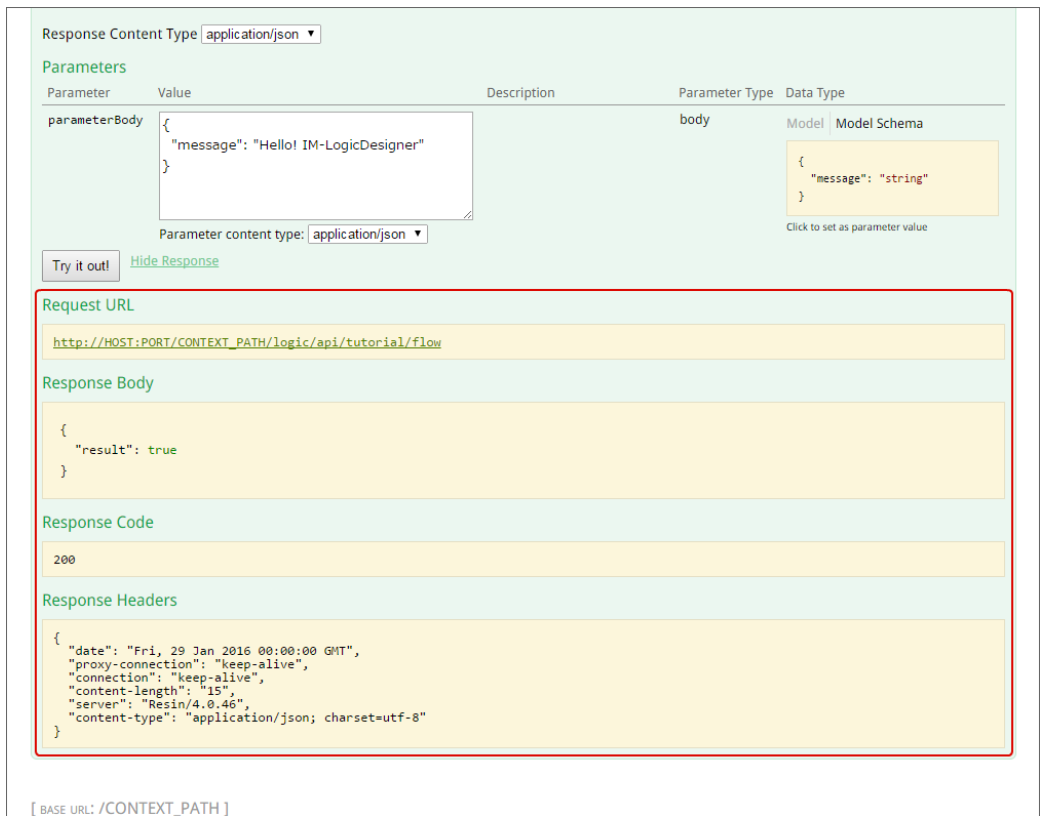 Response Content Type application/json
Parameters
Parameter Value Description Parameter Type Data Type
parameterBody
{
"message": "Hello! IM-LogicDesigner"
}
body
Model Model Schema
{
"message": "string"
}
Click to set as parameter value
Parameter content type: application/json
Try it out! Hide Response
Request URL
http://HOST:PORT/CONTEXT_PATH/logic/api/tutorial/flow
Response Body
{
"result": true
}
Response Code
200
Response Headers
{
"date": "Fri, 29 Jan 2016 00:00:00 GMT",
"proxy-connection": "keep-alive",
"connection": "keep-alive",
"content-length": "15",
"server": "Resin/4.0.46",
"content-type": "application/json; charset=utf-8"
}
[ BASE URL: /CONTEXT_PATH ]